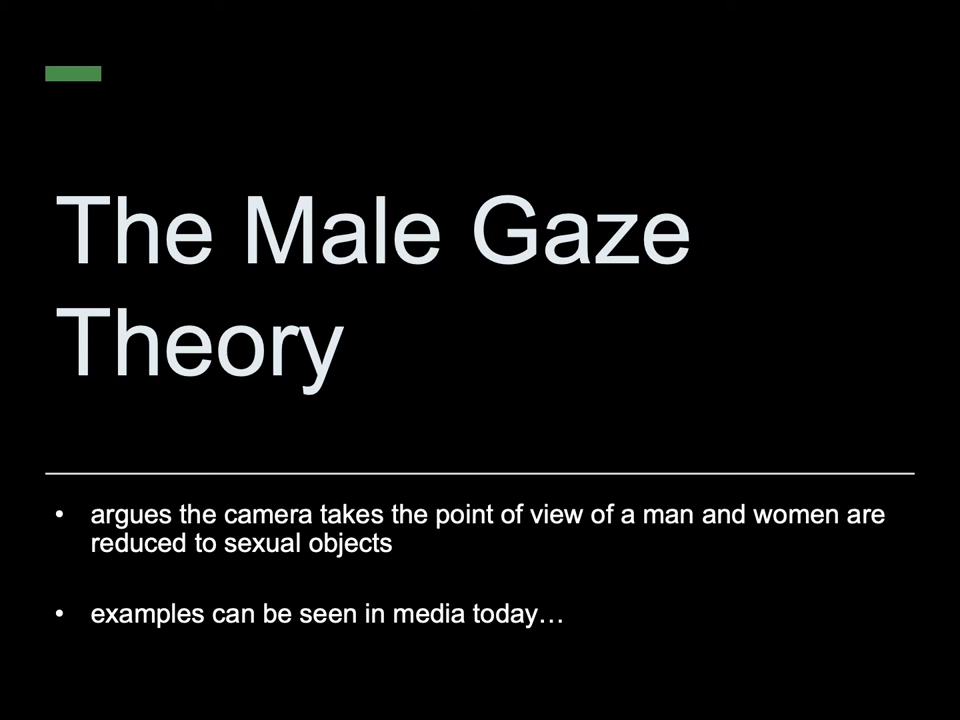 The Male Gaze
Theory
• argues the camera takes the point of view of a man and women are
reduced to sexual objects
• examples can be seen in media today…